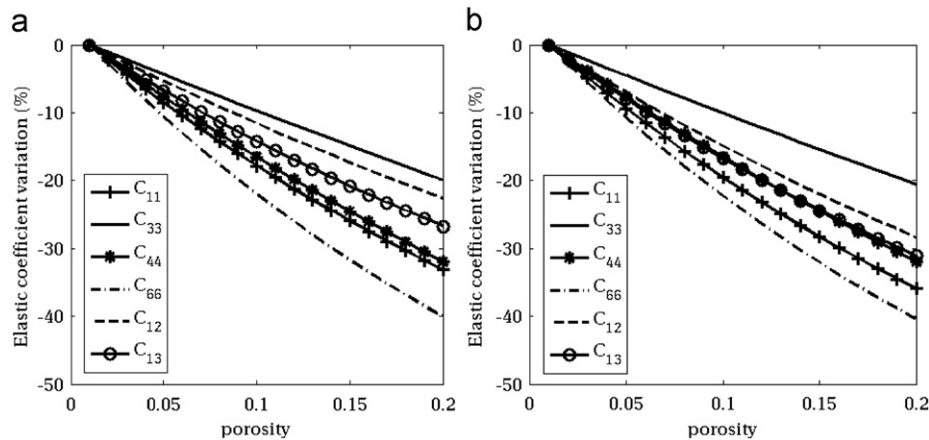 a
Elastic coefficient variation (%)
0
-10
-20
-30
-40
-50
C11
C33
C44
C66
C12
C13
0
0.05
0.1
0.15
0.2
porosity
b
Elastic coefficient variation (%)
0
-10
-20
-30
-40
-50
C11
C33
C44
C66
C12
C13
0
0.05
0.1
0.15
0.2
porosity